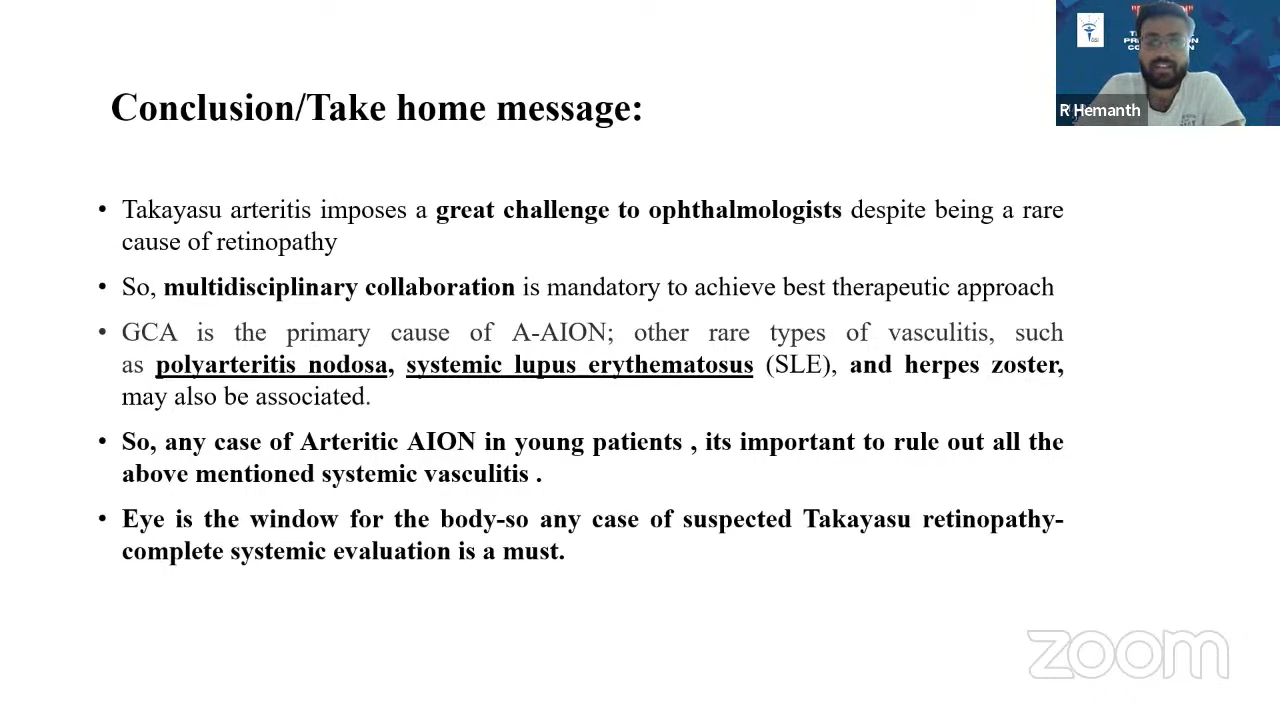 Conclusion/Take home message:
R Hemanth
• Takayasu arteritis imposes a great challenge to ophthalmologists despite being a rare
cause of retinopathy
• So, multidisciplinary collaboration is mandatory to achieve best therapeutic approach
• GCA is the primary cause of A-AION; other rare types of vasculitis, such
as polyarteritis nodosa, systemic lupus erythematosus (SLE), and herpes zoster,
may also be associated.
• So, any case of Arteritic AION in young patients , its important to rule out all the
above mentioned systemic vasculitis .
• Eye is the window for the body-so any case of suspected Takayasu retinopathy-
complete systemic evaluation is a must.
zoom